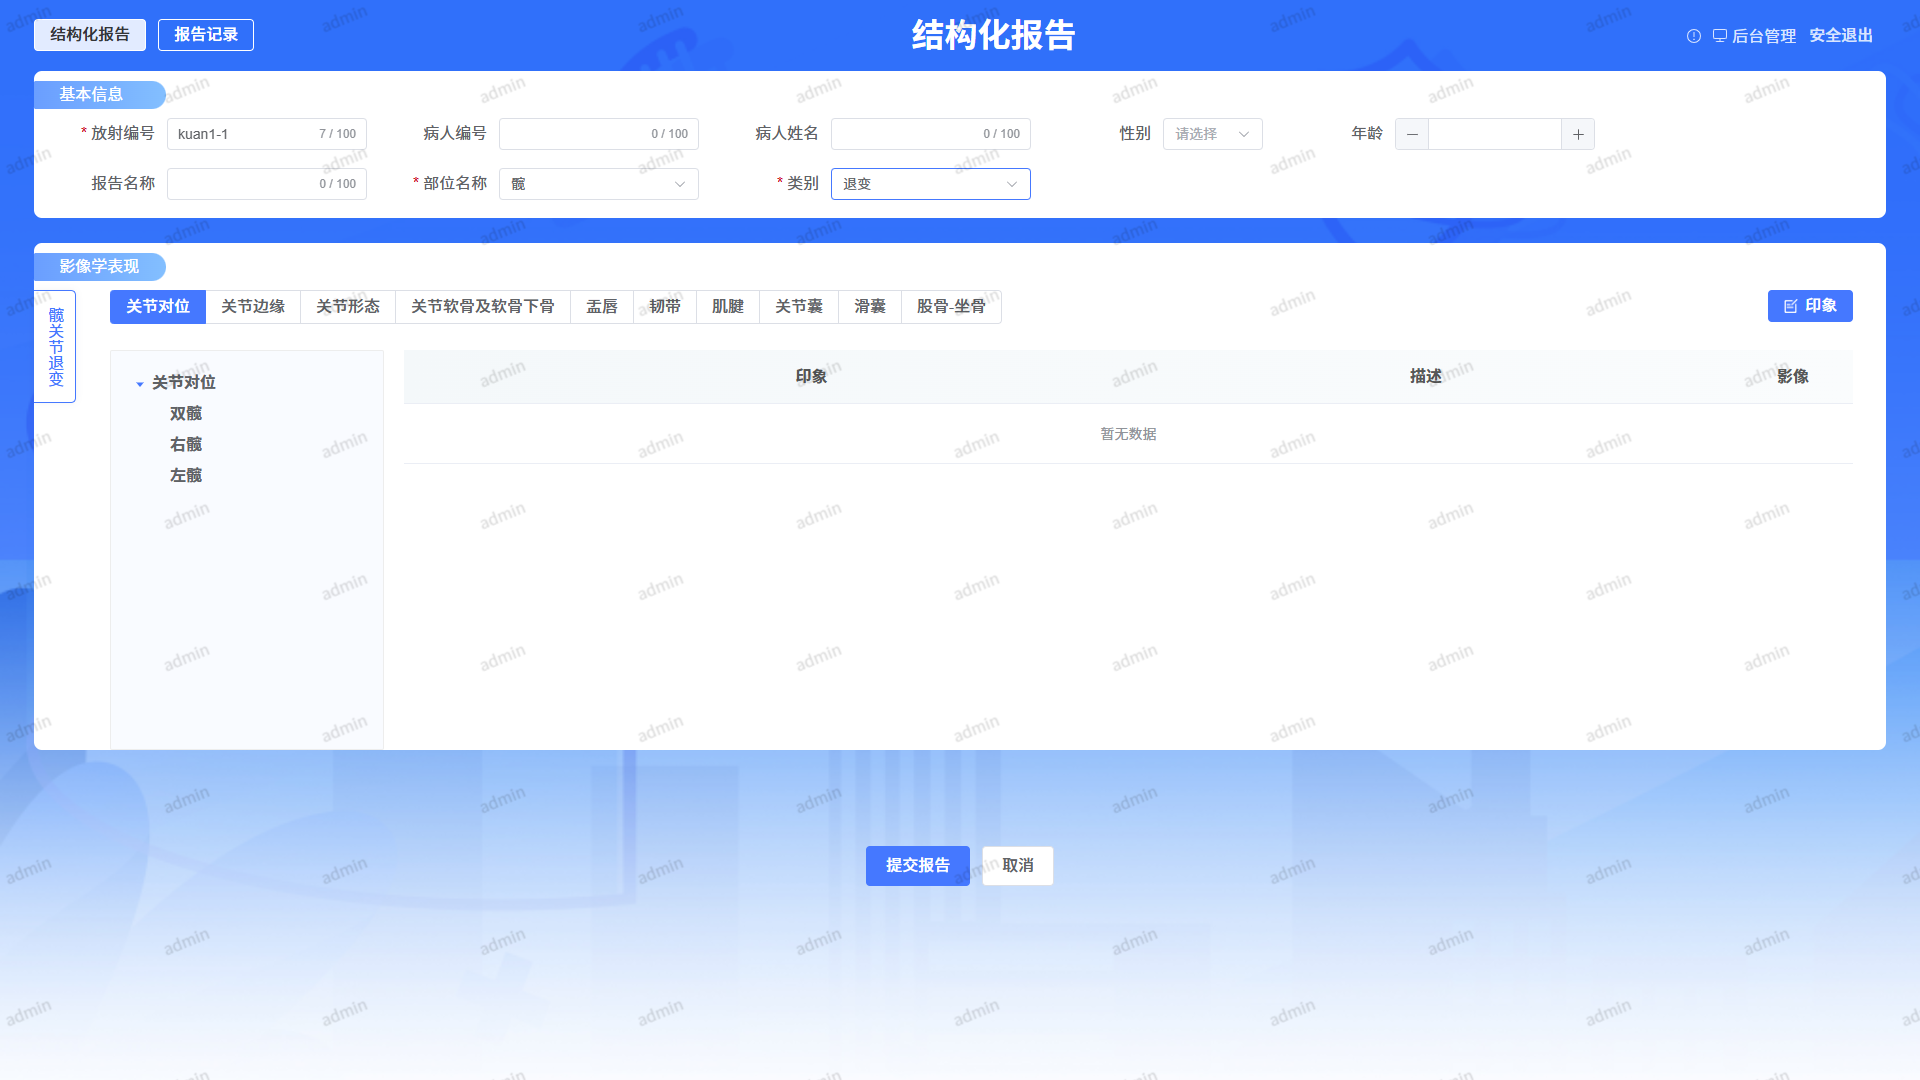 结构化报告
报告记录
结构化报告
后台管理
安全退出
基本信息
* 放射编号 kuan1-1 7 / 100
病人编号 0 / 100
病人姓名 0 / 100
性别 请选择
年龄
报告名称 0 / 100
* 部位名称 髋
* 类别 退变
影像学表现
髋关节退变
关节对位 关节边缘 关节形态 关节软骨及软骨下骨 盂唇 韧带 肌腱 关节囊 滑囊 股骨-坐骨
印象
关节对位
双髋
右髋
左髋
印象 描述 影像
暂无数据
提交报告
取消
admin